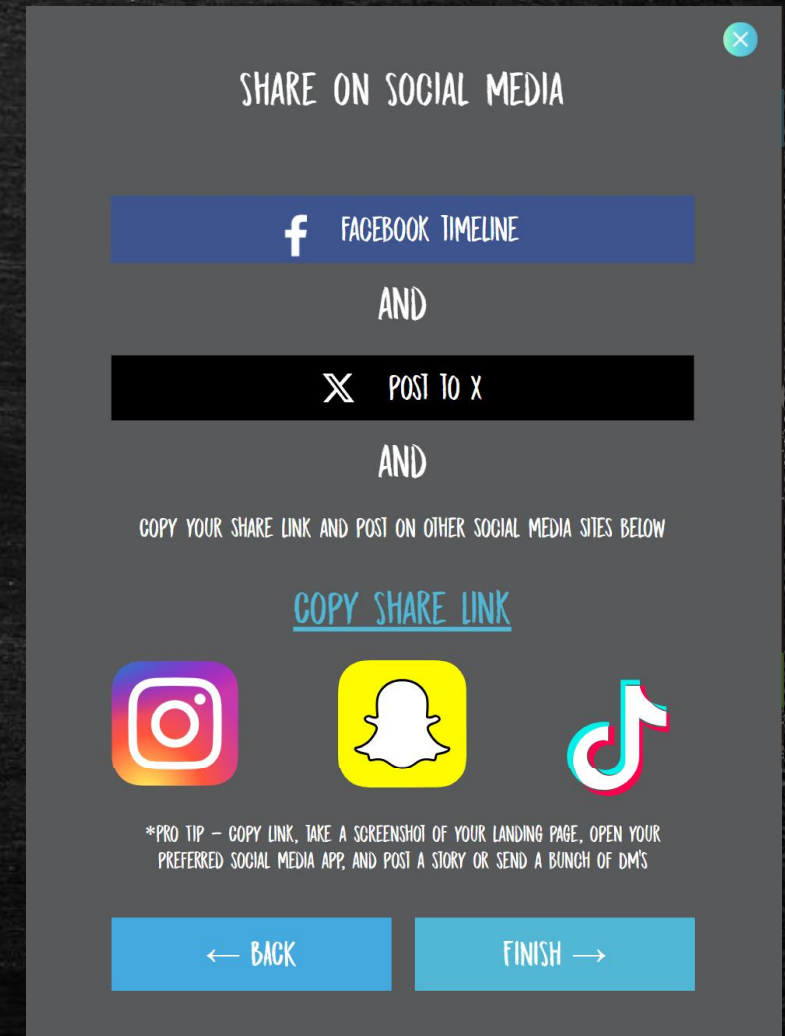 SHARE ON SOCIAL MEDIA
f FACEBOOK TIMELINE
AND
X POST TO X
AND
COPY YOUR SHARE LINK AND POST ON OTHER SOCIAL MEDIA SITES BELOW
COPY SHARE LINK
*PRO TIP – COPY LINK, TAKE A SCREENSHOT OF YOUR LANDING PAGE, OPEN YOUR
PREFERRED SOCIAL MEDIA APP, AND POST A STORY OR SEND A BUNCH OF DM'S
← BACK
FINISH →